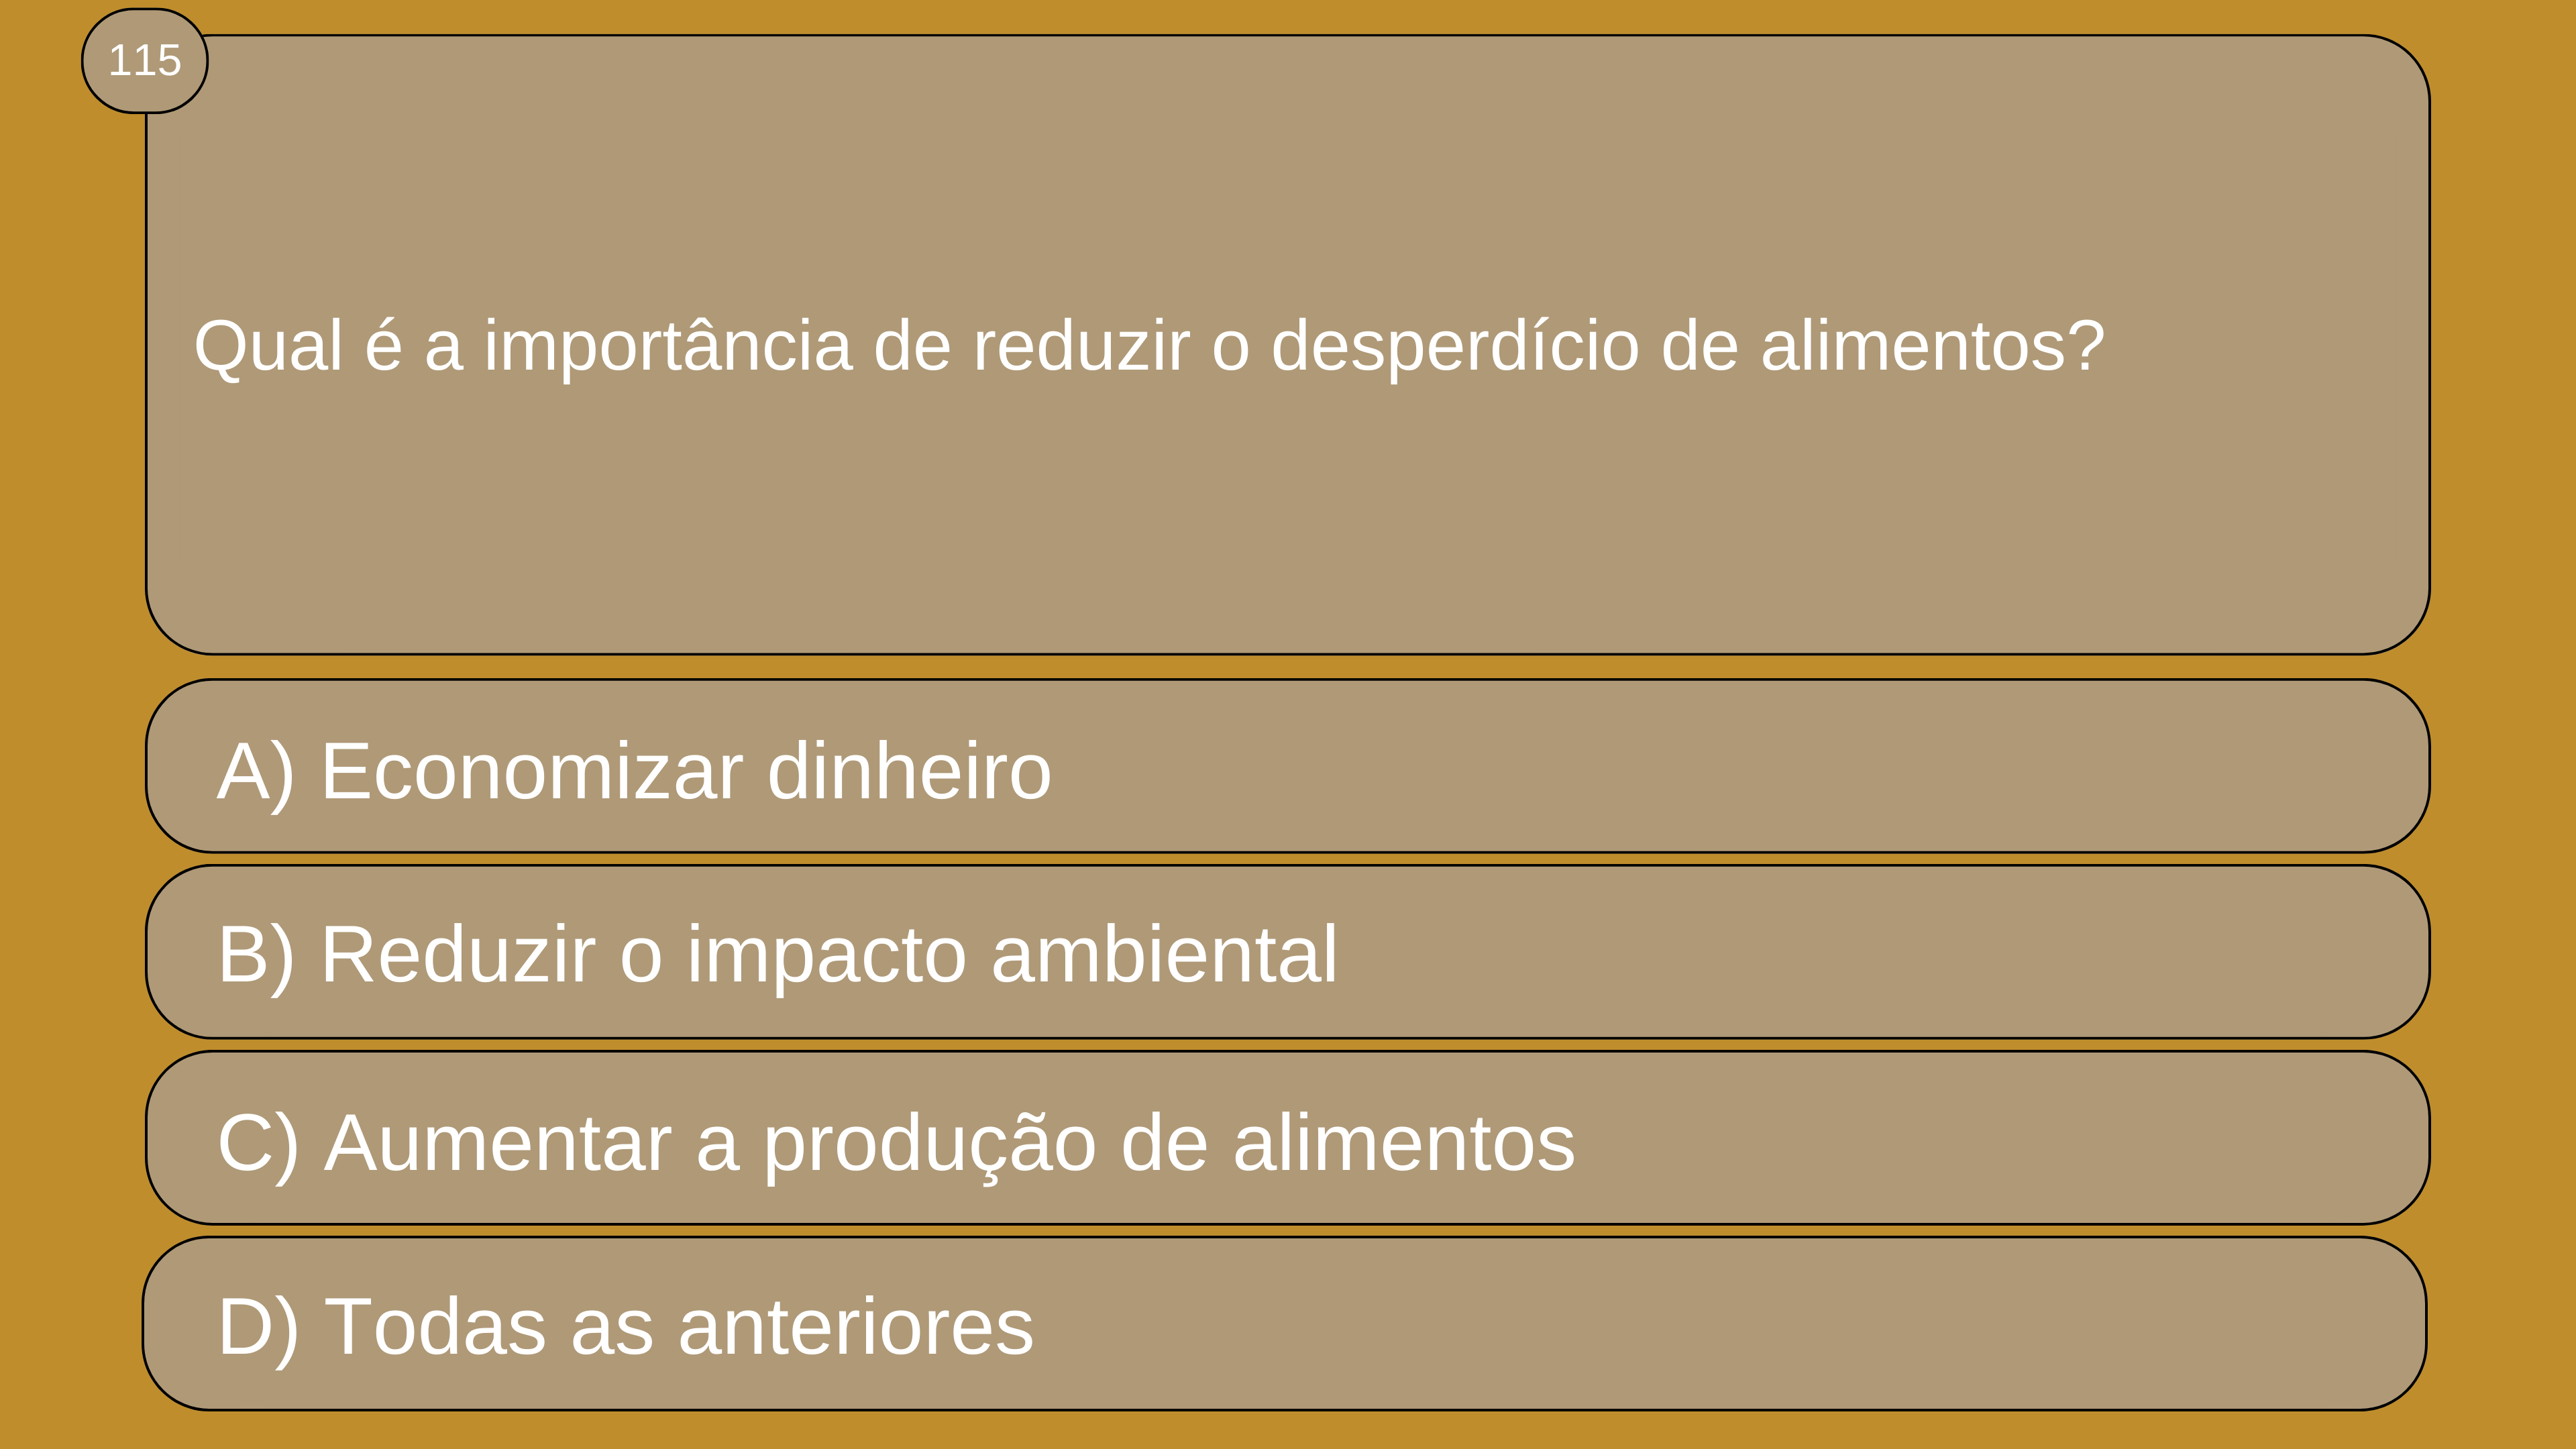 115
Qual é a importância de reduzir o desperdício de alimentos?
A) Economizar dinheiro
B) Reduzir o impacto ambiental
C) Aumentar a produção de alimentos
D) Todas as anteriores